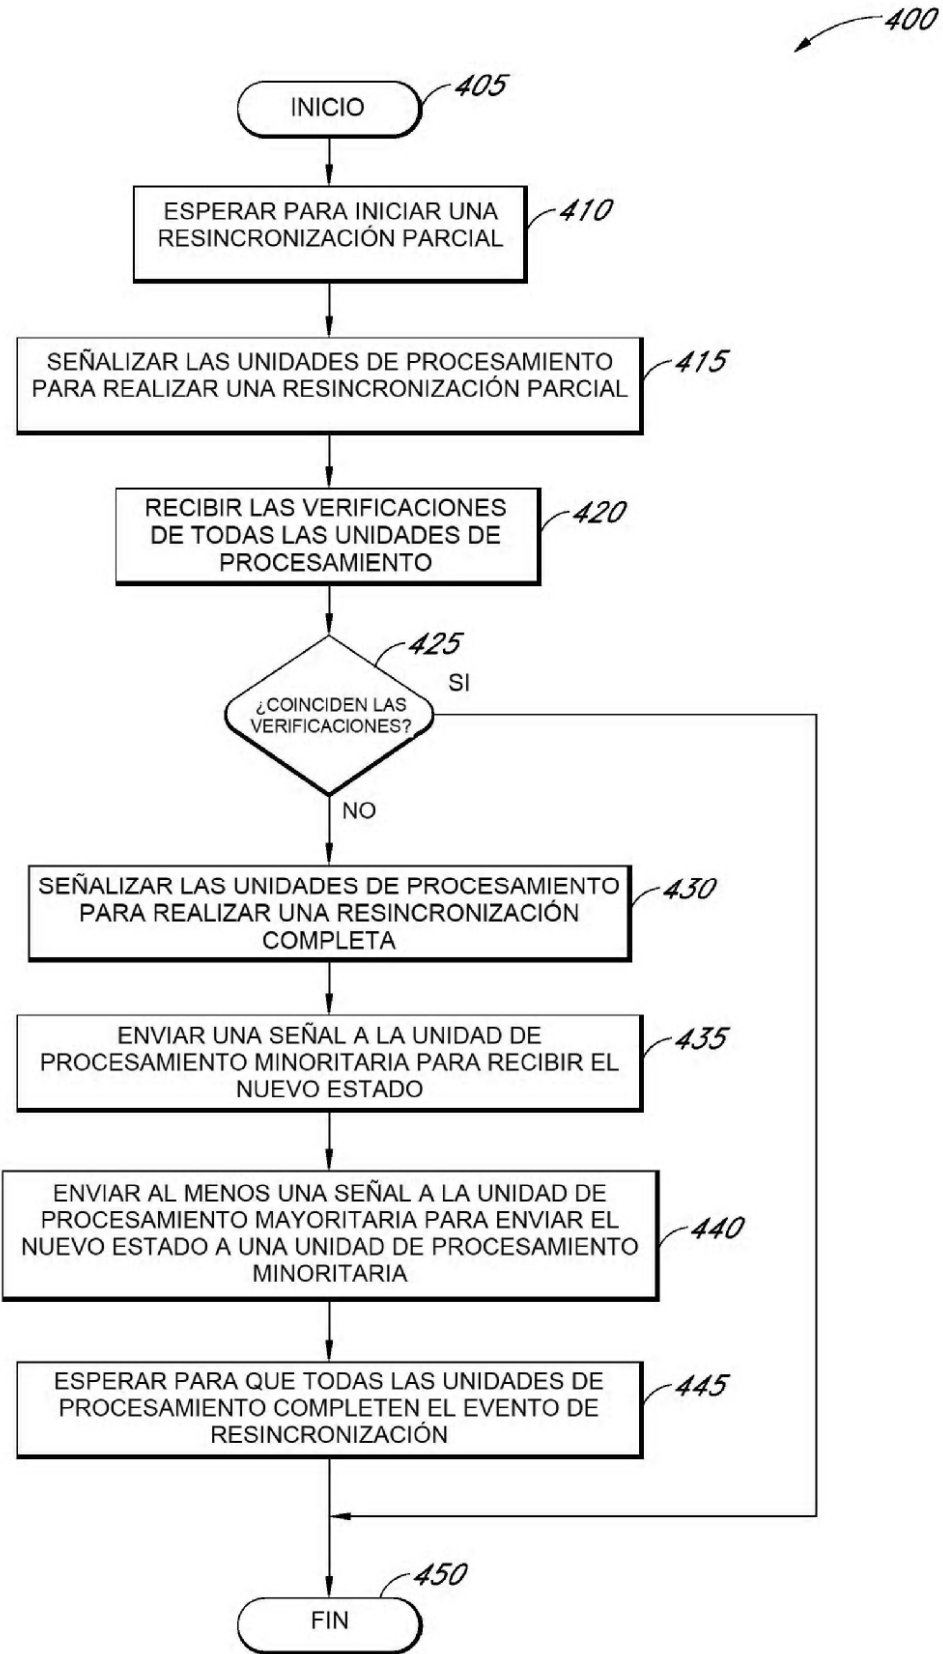 400
INICIO
405
ESPERAR PARA INICIAR UNA
RESINCRONIZACIÓN PARCIAL
410
SEÑALIZAR LAS UNIDADES DE PROCESAMIENTO
PARA REALIZAR UNA RESINCRONIZACIÓN PARCIAL
415
RECIBIR LAS VERIFICACIONES
DE TODAS LAS UNIDADES DE
PROCESAMIENTO
420
425
¿COINCIDEN LAS
VERIFICACIONES?
SI
NO
SEÑALIZAR LAS UNIDADES DE PROCESAMIENTO
PARA REALIZAR UNA RESINCRONIZACIÓN
COMPLETA
430
ENVIAR UNA SEÑAL A LA UNIDAD DE
PROCESAMIENTO MINORITARIA PARA RECIBIR EL
NUEVO ESTADO
435
ENVIAR AL MENOS UNA SEÑAL A LA UNIDAD DE
PROCESAMIENTO MAYORITARIA PARA ENVIAR EL
NUEVO ESTADO A UNA UNIDAD DE PROCESAMIENTO
MINORITARIA
440
ESPERAR PARA QUE TODAS LAS UNIDADES DE
PROCESAMIENTO COMPLETEN EL EVENTO DE
RESINCRONIZACIÓN
445
450
FIN